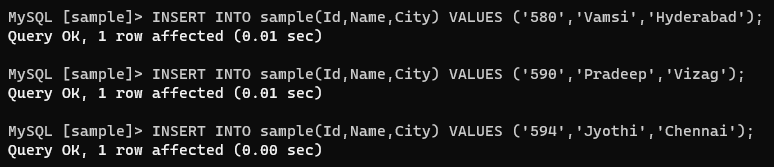 MySQL [sample]> INSERT INTO sample(Id,Name,City) VALUES ('580','Vamsi','Hyderabad');
Query OK, 1 row affected (0.01 sec)
MySQL [sample]> INSERT INTO sample(Id,Name,City) VALUES ('590','Pradeep','Vizag');
Query OK, 1 row affected (0.01 sec)
MySQL [sample]> INSERT INTO sample(Id,Name,City) VALUES ('594','Jyothi','Chennai');
Query OK, 1 row affected (0.00 sec)